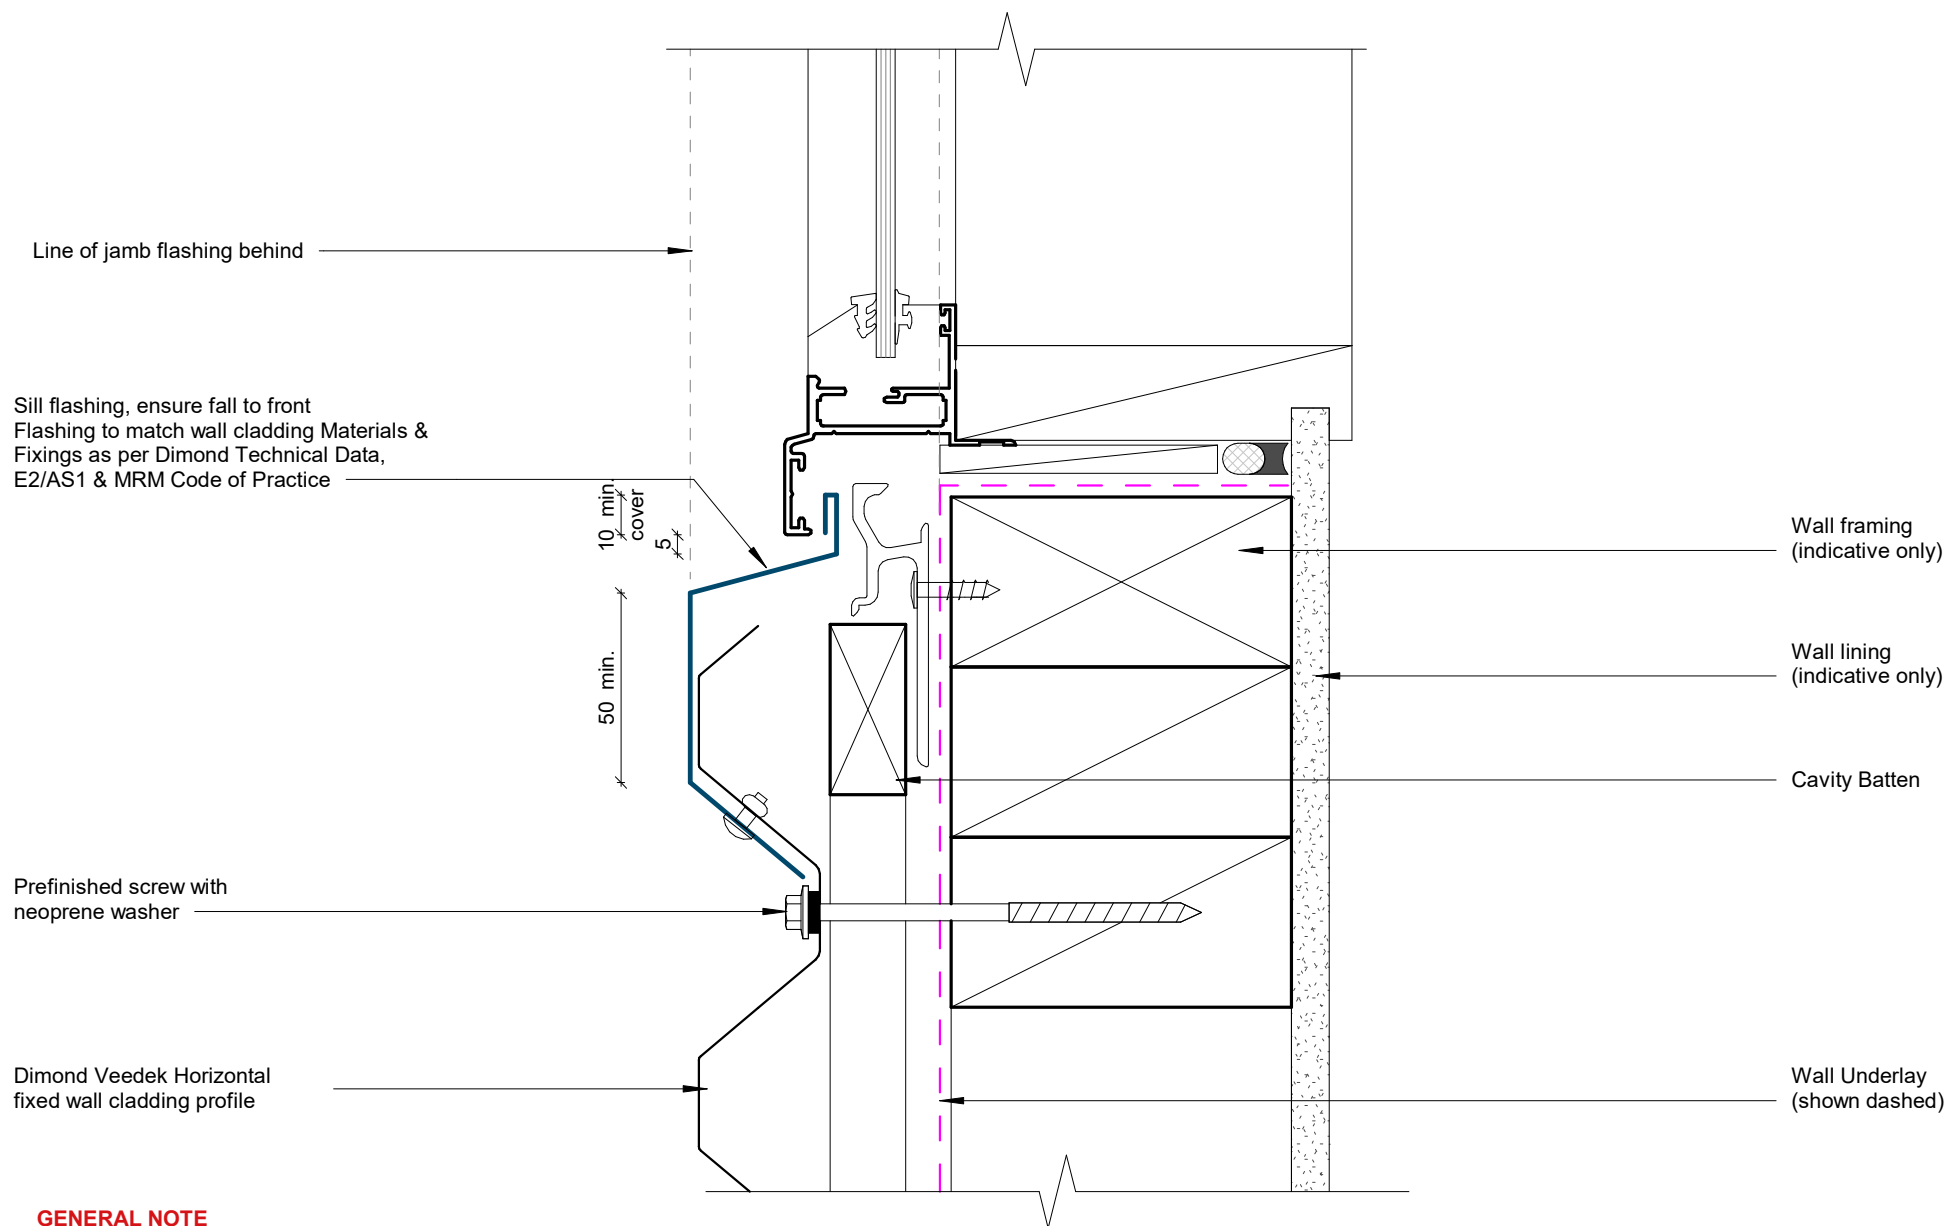 Line of jamb flashing behind
Sill flashing, ensure fall to front
Flashing to match wall cladding Materials &
Fixings as per Dimond Technical Data,
E2/AS1 & MRM Code of Practice
10 min.
cover
5
50 min.
Prefinished screw with
neoprene washer
Dimond Veedek Horizontal
fixed wall cladding profile
Wall framing
(indicative only)
Wall lining
(indicative only)
Cavity Batten
Wall Underlay
(shown dashed)
GENERAL NOTE